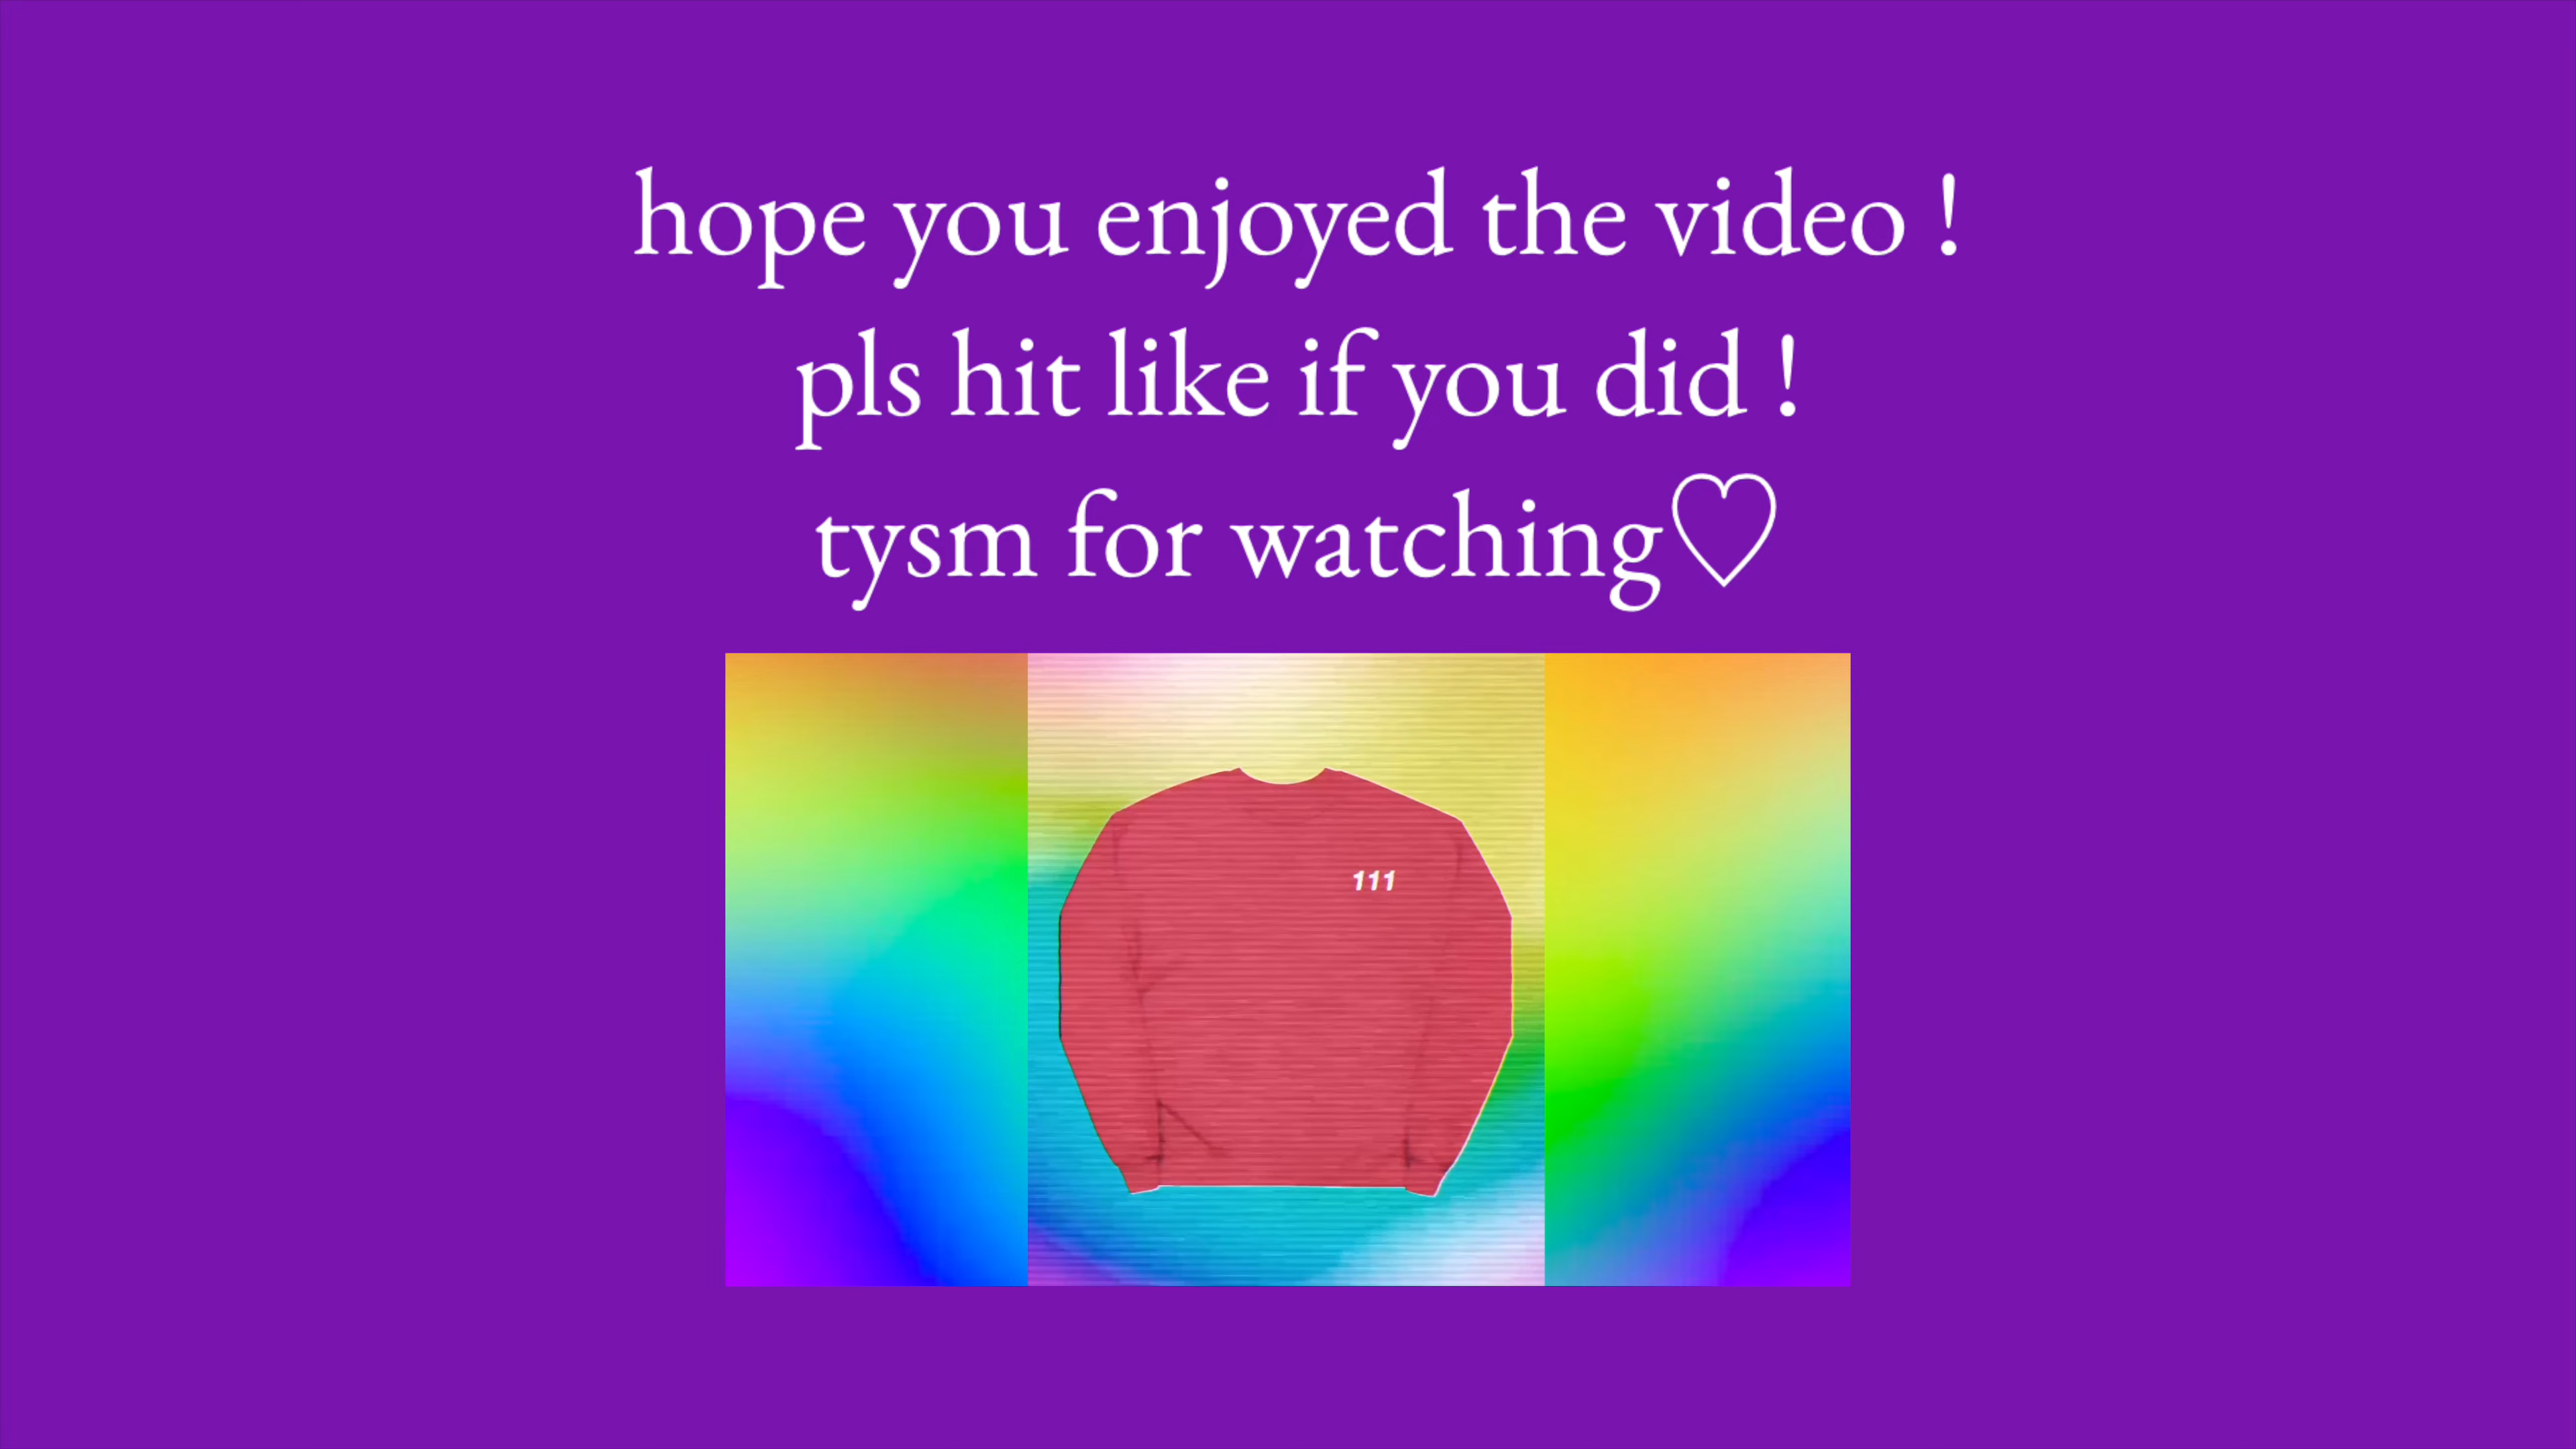 hope you enjoyed the video !
pls hit like if you did !
tysm for watching♡
111